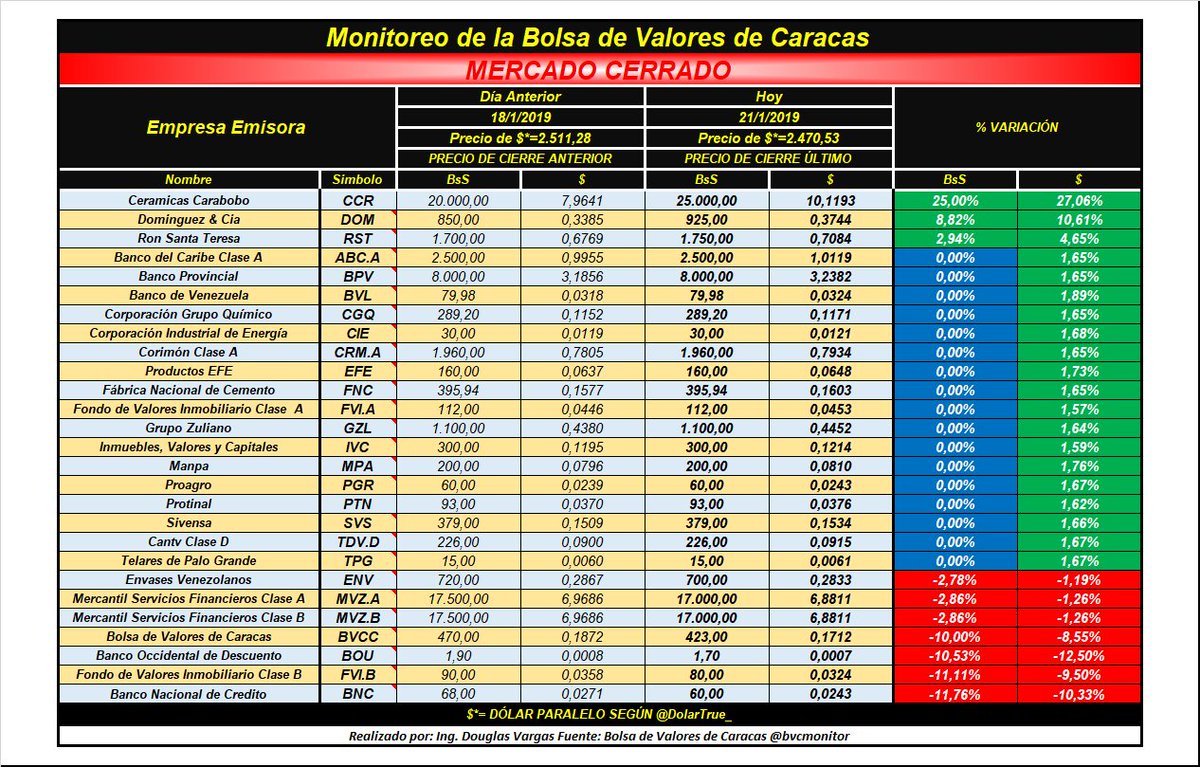 Monitoreo de la Bolsa de Valores de Caracas
MERCADO CERRADO
Empresa Emisora
Día Anterior Hoy
18/1/2019 21/1/2019
Precio de $*=2.511,28 Precio de $*=2.470,53
% VARIACIÓN
PRECIO DE CIERRE ANTERIOR PRECIO DE CIERRE ÚLTIMO
Nombre Simbolo BsS $ BsS $ BsS $
Ceramicas Carabobo CCR 20.000,00 7,9641 25.000,00 10,1193 25,00% 27,06%
Dominguez & Cia DOM 850,00 0,3385 925,00 0,3744 8,82% 10,61%
Ron Santa Teresa RST 1.700,00 0,6769 1.750,00 0,7084 2,94% 4,65%
Banco del Caribe Clase A ABC.A 2.500,00 0,9955 2.500,00 1,0119 0,00% 1,65%
Banco Provincial BPV 8.000,00 3,1856 8.000,00 3,2382 0,00% 1,65%
Banco de Venezuela BVL 79,98 0,0318 79,98 0,0324 0,00% 1,89%
Corporación Grupo Químico CGQ 289,20 0,1152 289,20 0,1171 0,00% 1,65%
Corporación Industrial de Energía CIE 30,00 0,0119 30,00 0,0121 0,00% 1,68%
Corimón Clase A CRM.A 1.960,00 0,7805 1.960,00 0,7934 0,00% 1,65%
Productos EFE EFE 160,00 0,0637 160,00 0,0648 0,00% 1,73%
Fábrica Nacional de Cemento FNC 395,94 0,1577 395,94 0,1603 0,00% 1,65%
Fondo de Valores Inmobiliario Clase A FVI.A 112,00 0,0446 112,00 0,0453 0,00% 1,57%
Grupo Zuliano GZL 1.100,00 0,4380 1.100,00 0,4452 0,00% 1,64%
Inmuebles, Valores y Capitales IVC 300,00 0,1195 300,00 0,1214 0,00% 1,59%
Manpa MPA 200,00 0,0796 200,00 0,0810 0,00% 1,76%
Proagro PGR 60,00 0,0239 60,00 0,0243 0,00% 1,67%
Protinal PTN 93,00 0,0370 93,00 0,0376 0,00% 1,62%
Sivensa SVS 379,00 0,1509 379,00 0,1534 0,00% 1,66%
Cantv Clase D TDV.D 226,00 0,0900 226,00 0,0915 0,00% 1,67%
Telares de Palo Grande TPG 15,00 0,0060 15,00 0,0061 0,00% 1,67%
Envases Venezolanos ENV 720,00 0,2867 700,00 0,2833 -2,78% -1,19%
Mercantil Servicios Financieros Clase A MVZ.A 17.500,00 6,9686 17.000,00 6,8811 -2,86% -1,26%
Mercantil Servicios Financieros Clase B MVZ.B 17.500,00 6,9686 17.000,00 6,8811 -2,86% -1,26%
Bolsa de Valores de Caracas BVCC 470,00 0,1872 423,00 0,1712 -10,00% -8,55%
Banco Occidental de Descuento BOU 1,90 0,0008 1,70 0,0007 -10,53% -12,50%
Fondo de Valores Inmobiliario Clase B FVI.B 90,00 0,0358 80,00 0,0324 -11,11% -9,50%
Banco Nacional de Credito BNC 68,00 0,0271 60,00 0,0243 -11,76% -10,33%
$*= DÓLAR PARALELO SEGÚN @DolarTrue_
Realizado por: Ing. Douglas Vargas Fuente: Bolsa de Valores de Caracas @bvcmonitor